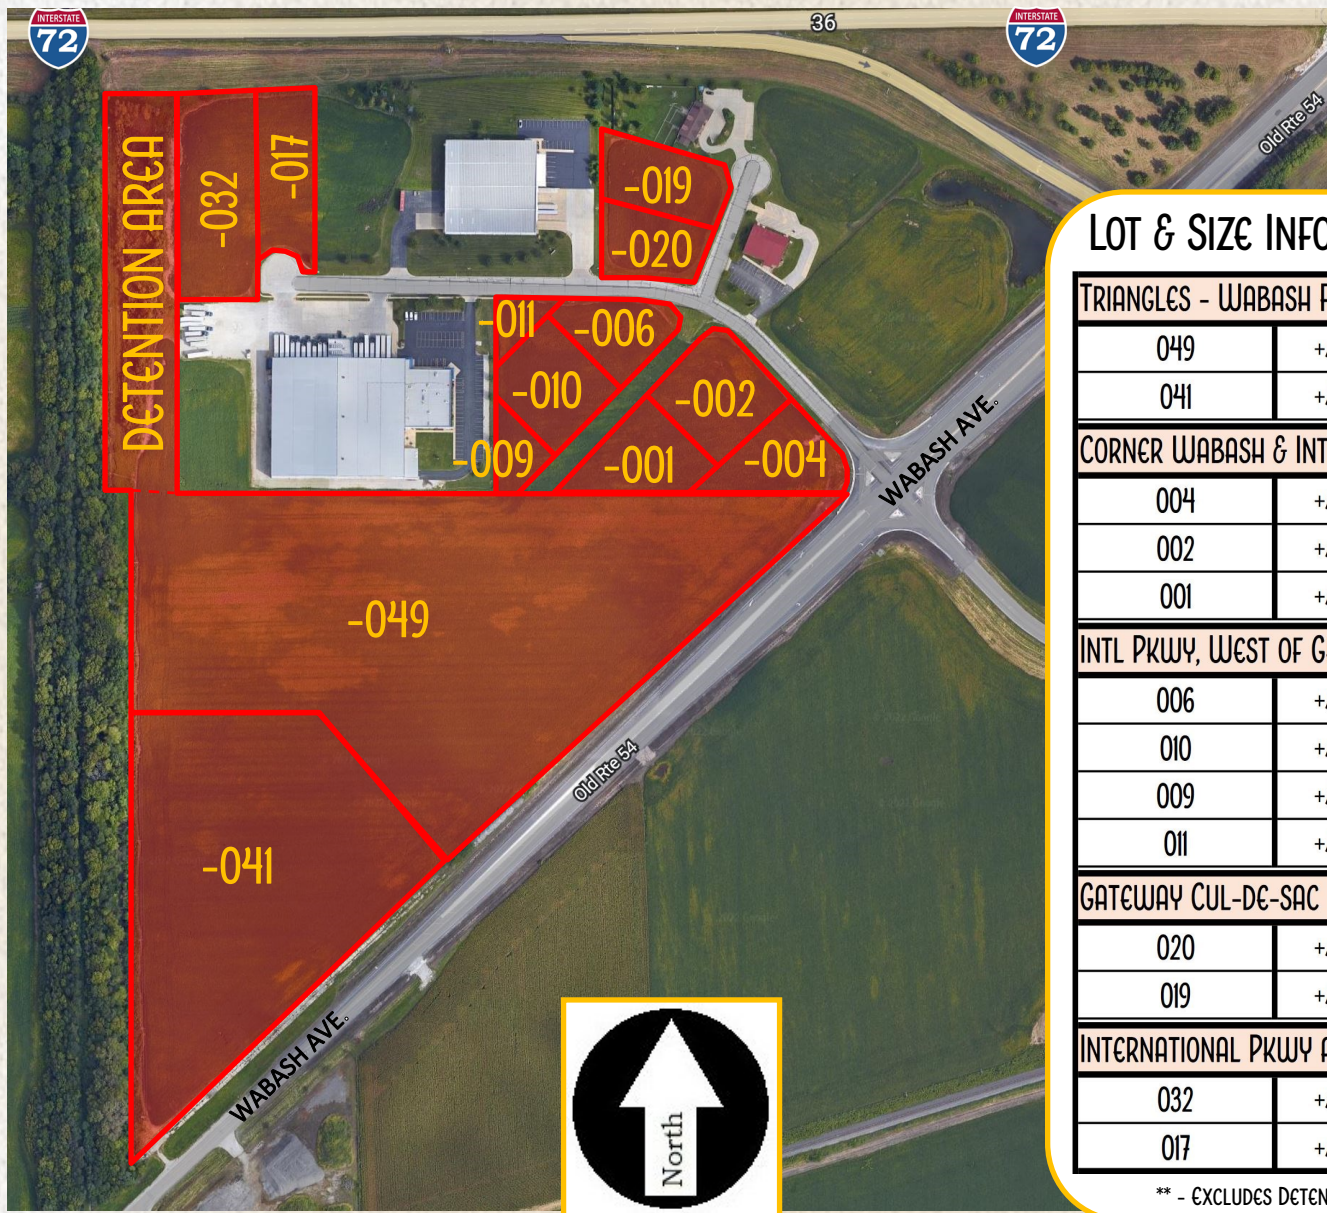 INTERSTATE
72
36
INTERSTATE
72
Old Rte 54
DETENTION AREA
-032
-017
-019
-020
-011
-006
-010
-009
-002
-001
-004
WABASH AVE.
-049
Old Rte 54
-041
WABASH AVE.
North
LOT & SIZE INFO
TRIANGLES - WABASH
049 +
041 +
CORNER WABASH & INT
004 +
002 +
001 +
INTL PKWY, WEST OF G
006 +
010 +
009 +
011 +
GATEWAY CUL-DE-SAC
020 +
019 +
INTERNATIONAL PKWY
032 +
017 +
** - EXCLUDES DETEN